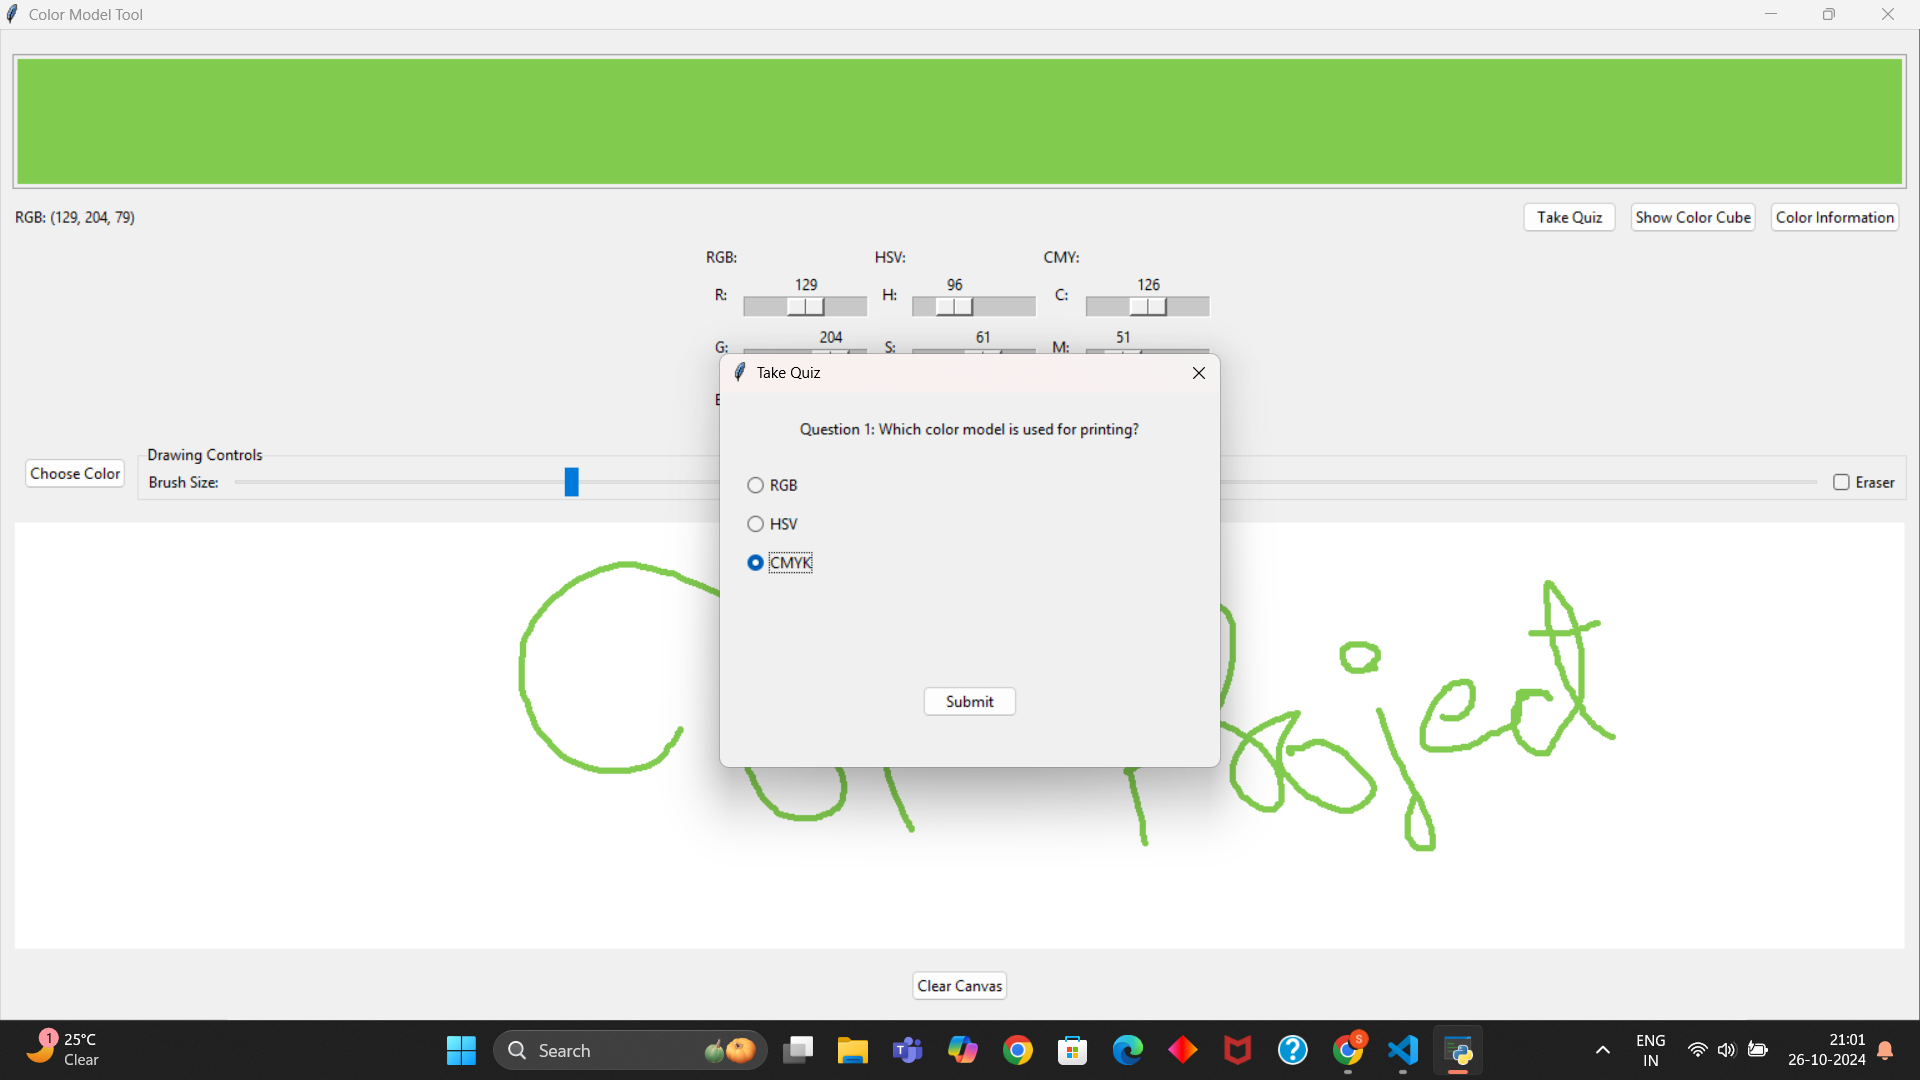 Color Model Tool
RGB: (129, 204, 79)
Take Quiz
Show Color Cube
Color Information
RGB:
HSV:
CMY:
R:
129
H:
96
C:
126
G:
204
S:
61
M:
51
Take Quiz
Question 1: Which color model is used for printing?
RGB
HSV
CMYK
Submit
Choose Color
Drawing Controls
Brush Size:
Eraser
Clear Canvas
1
25°C
Clear
Search
S
ENG
IN
21:01
26-10-2024